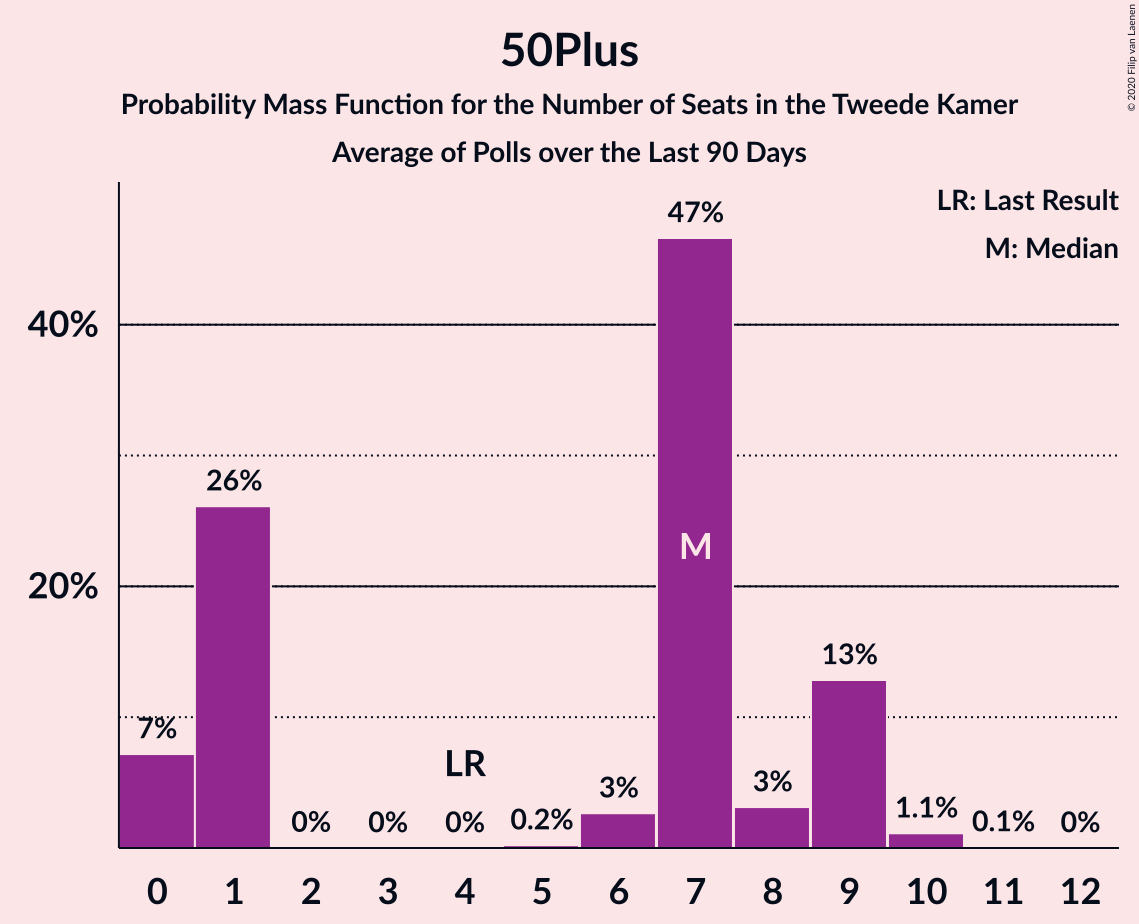 50Plus
Probability Mass Function for the Number of Seats in the Tweede Kamer
Average of Polls over the Last 90 Days
© 2020 Filip van Laenen
LR: Last Result
M: Median
47%
40%
26%
M
20%
13%
7%
LR
3%
3%
1.1%
0% 0% 0% 0.2% 0.1% 0%
0 1 2 3 4 5 6 7 8 9 10 11 12